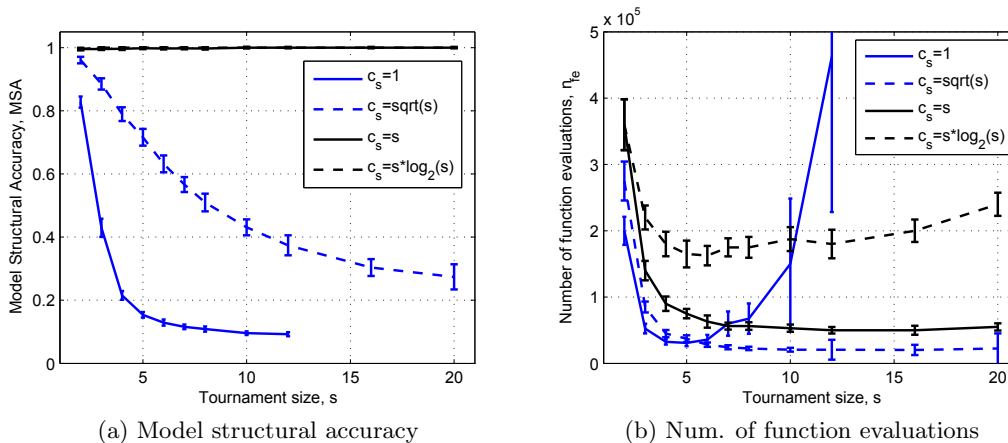 1
0.8
0.6
0.4
0.2
0
5
10
15
20
Tournament size, s
Model Structural Accuracy, MSA
c_s=1
c_s=sqrt(s)
c_s=s
c_s=s*log_2(s)
(a) Model structural accuracy
x 10^5
5
4
3
2
1
0
5
10
15
20
Tournament size, s
Number of function evaluations, n_fe
c_s=1
c_s=sqrt(s)
c_s=s
c_s=s*log_2(s)
(b) Num. of function evaluations